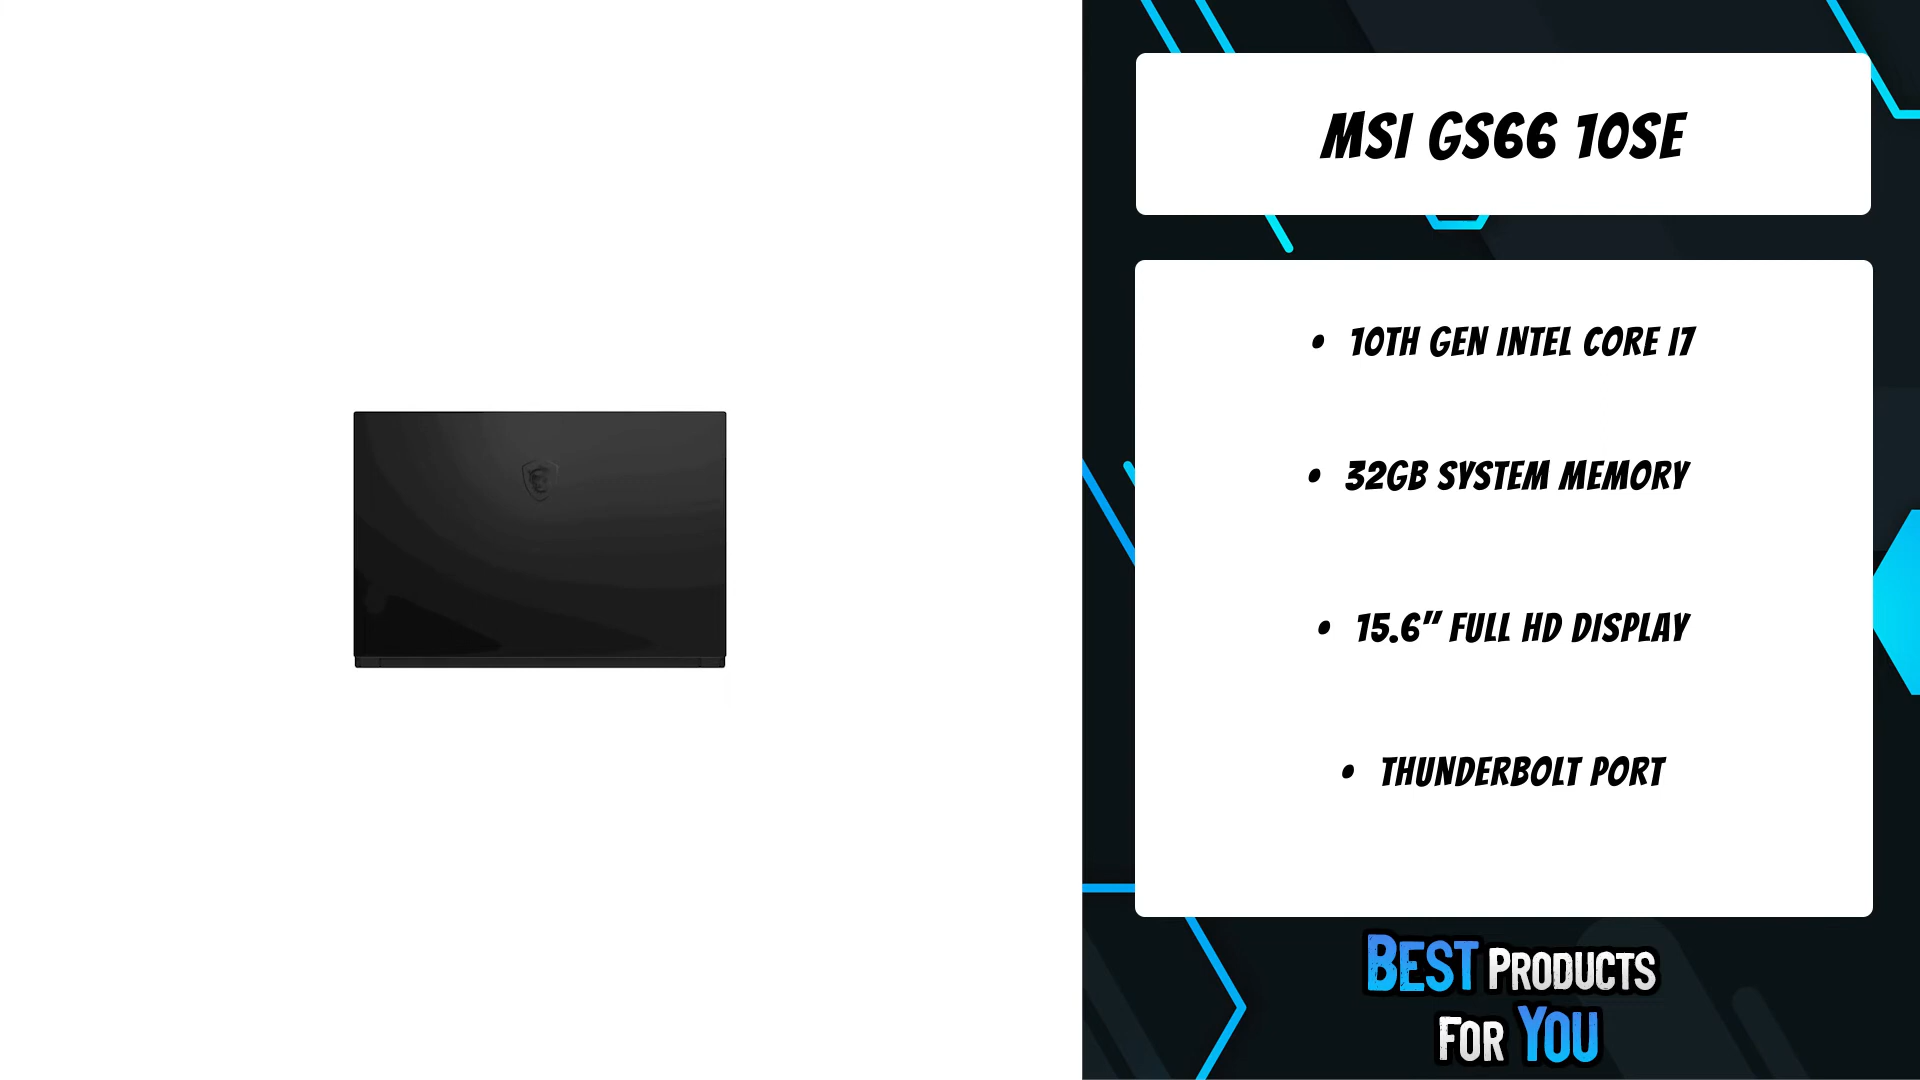 MSI GS66 10SE
• 10TH GEN INTEL CORE I7
• 32GB SYSTEM MEMORY
• 15.6" FULL HD DISPLAY
• THUNDERBOLT PORT
BEST PRODUCTS
FOR YOU